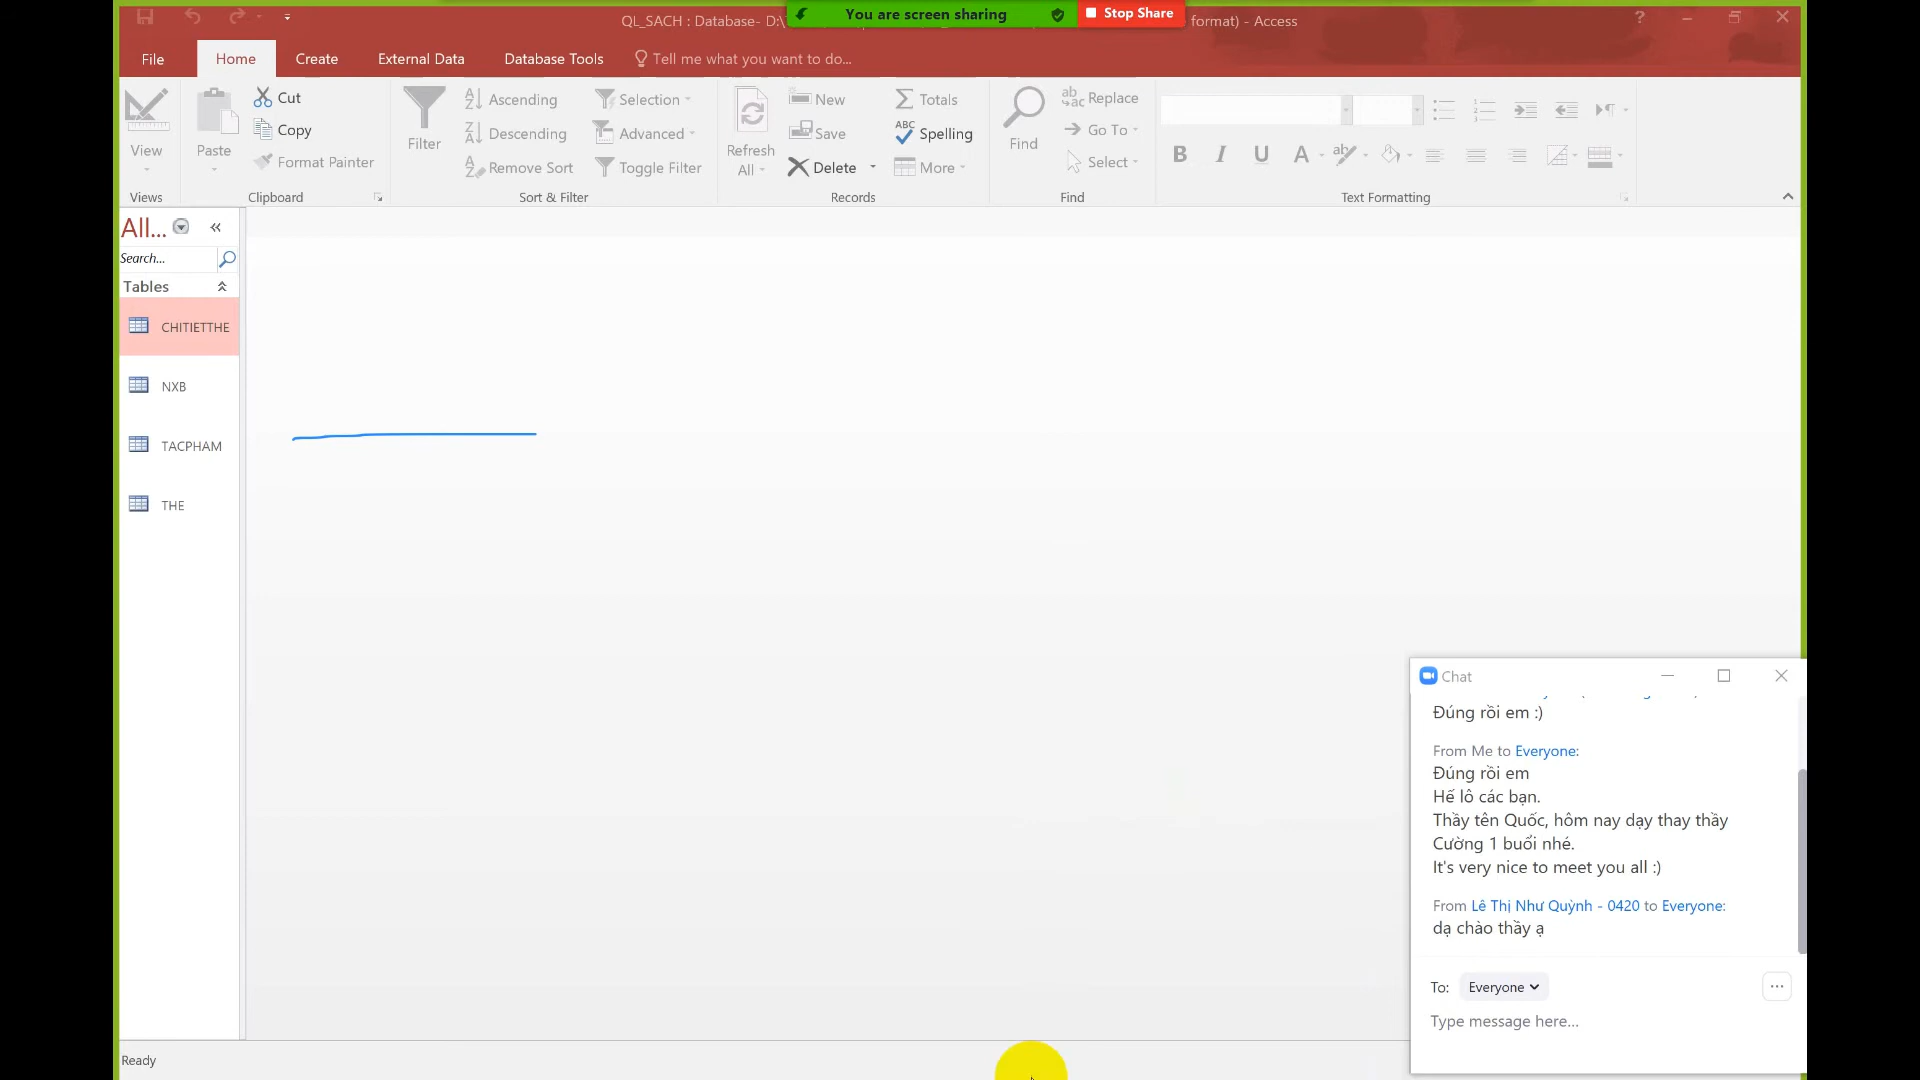 You are screen sharing
Stop Share
QL_SACH : Database- D:\
format) - Access
File
Home
Create
External Data
Database Tools
Tell me what you want to do...
View
Views
Paste
Cut
Copy
Format Painter
Clipboard
Filter
Ascending
Descending
Remove Sort
Selection
Advanced
Toggle Filter
Sort & Filter
Refresh
All
New
Save
Delete
Totals
Spelling
More
Records
Find
Replace
Go To
Select
Find
Text Formatting
All...
Search...
Tables
CHITIETTHE
NXB
TACPHAM
THE
Chat
Đúng rồi em :)
From Me to Everyone:
Đúng rồi em
Hế lô các bạn.
Thầy tên Quốc, hôm nay dạy thay thầy
Cường 1 buổi nhé.
It's very nice to meet you all :)
From Lê Thị Như Quỳnh - 0420 to Everyone:
dạ chào thầy ạ
To: Everyone
Type message here...
Ready